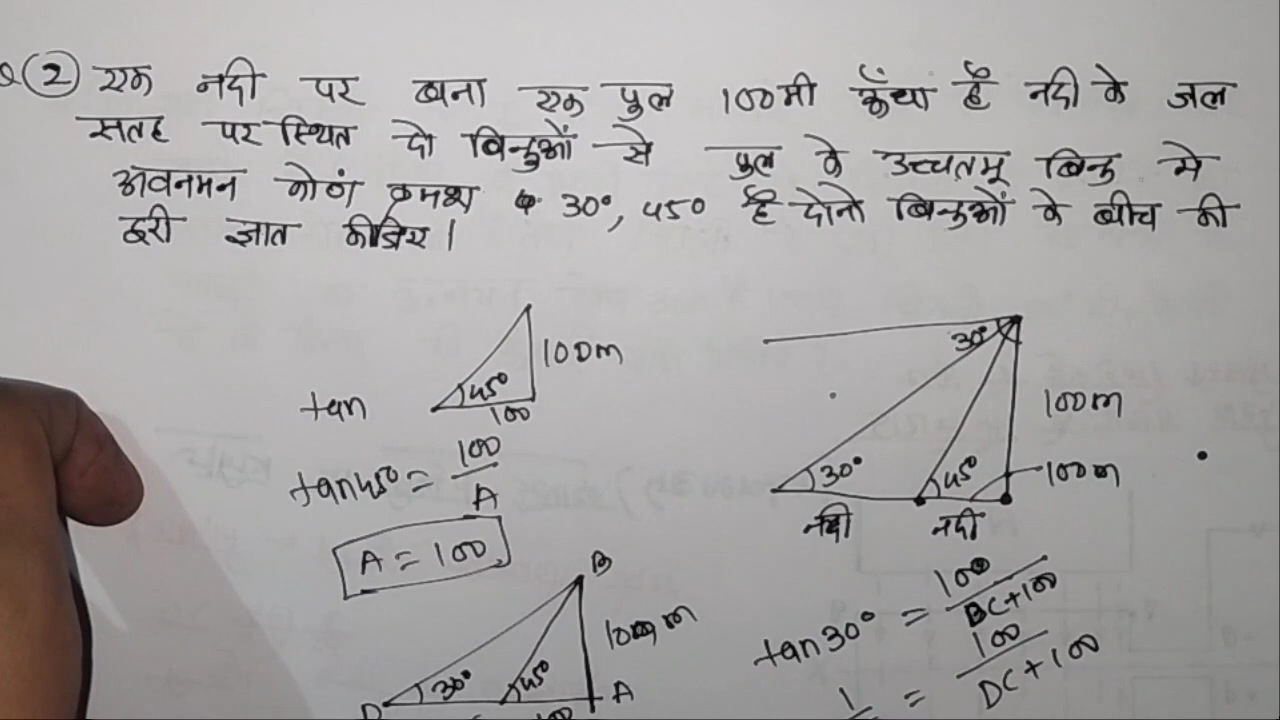 Q (2) एक नदी पर बना एक पुल 100मी ऊँचा है नदी के जल
सतह पर स्थित दो बिन्दुओं से पुल के उच्चतम बिन्दु से
अवनमन कोण क्रमश 30°, 45° है दोनो बिन्दुओं के बीच की
दूरी ज्ञात कीजिए।
45°
100m
100
tan
tan45° = 100/A
A = 100
30°
100m
30°
45°
100m
नदी
नदी
B
100m
30°
45°
D
A
100
tan30° = 100/BC+100
= 100/DC+100